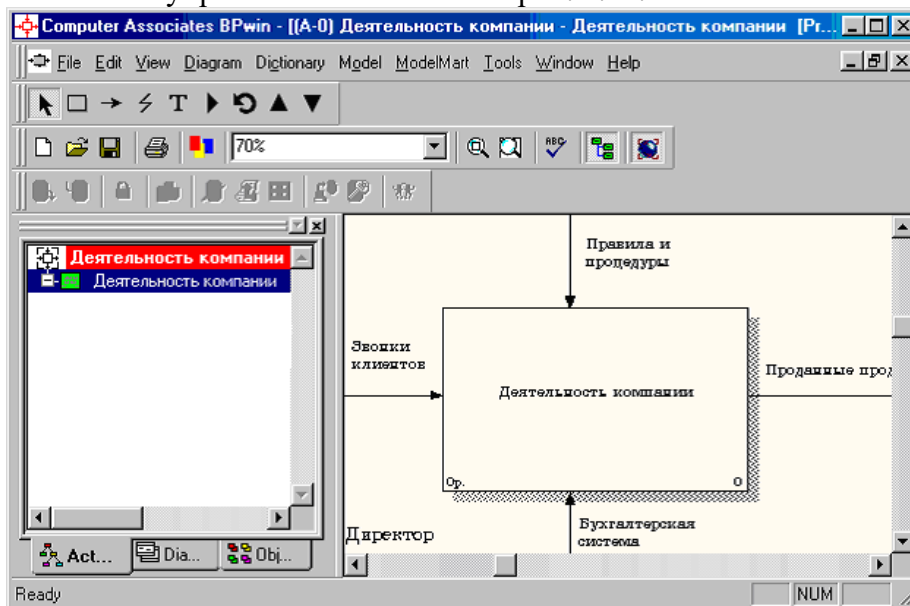 Computer Associates BPwin - [(A-0) Деятельность компании - Деятельность компании [Pr...
File Edit View Diagram Dictionary Model ModelMart Tools Window Help
T
70%
ABC
Деятельность компании
Деятельность компании
Правила и
процедуры
Звонки
клиентов
Деятельность компании
Проданные прод
0р.
0
Бухгалтерская
система
Директор
Act... Dia... Obj...
Ready
NUM